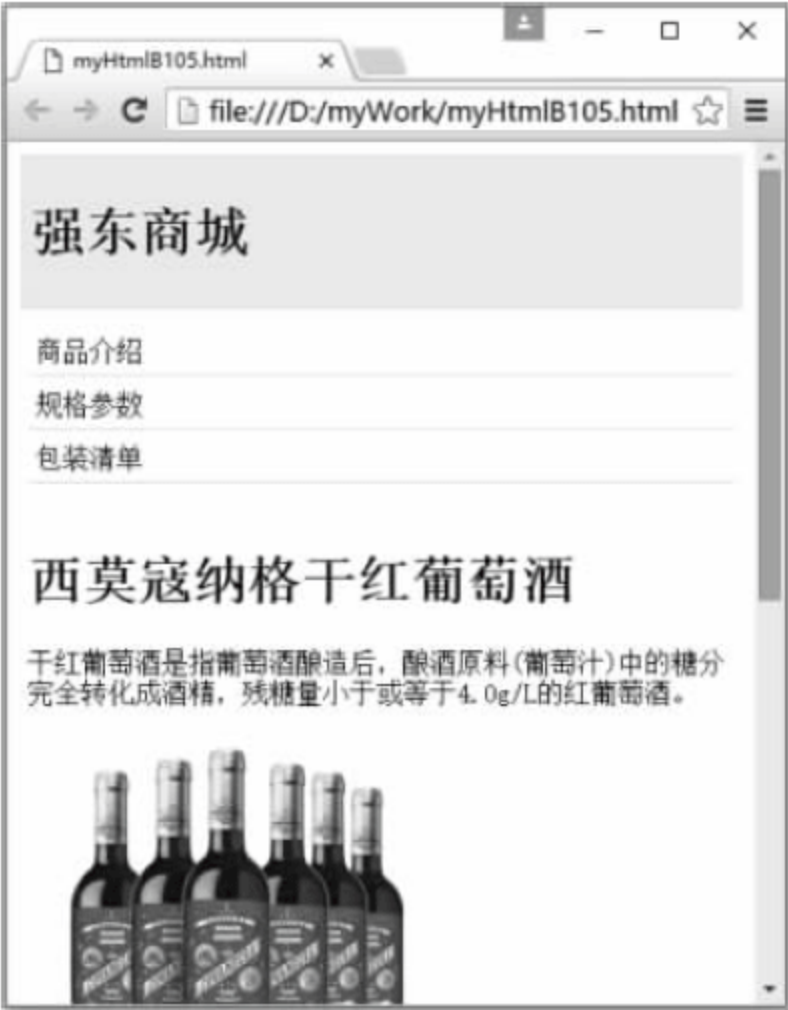 myHtmlB105.html
file:///D:/myWork/myHtmlB105.html
强东商城
商品介绍
规格参数
包装清单
西莫寇纳格干红葡萄酒
干红葡萄酒是指葡萄酒酿造后，酿酒原料(葡萄汁)中的糖分
完全转化成酒精，残糖量小于或等于4.0g/L的红葡萄酒。